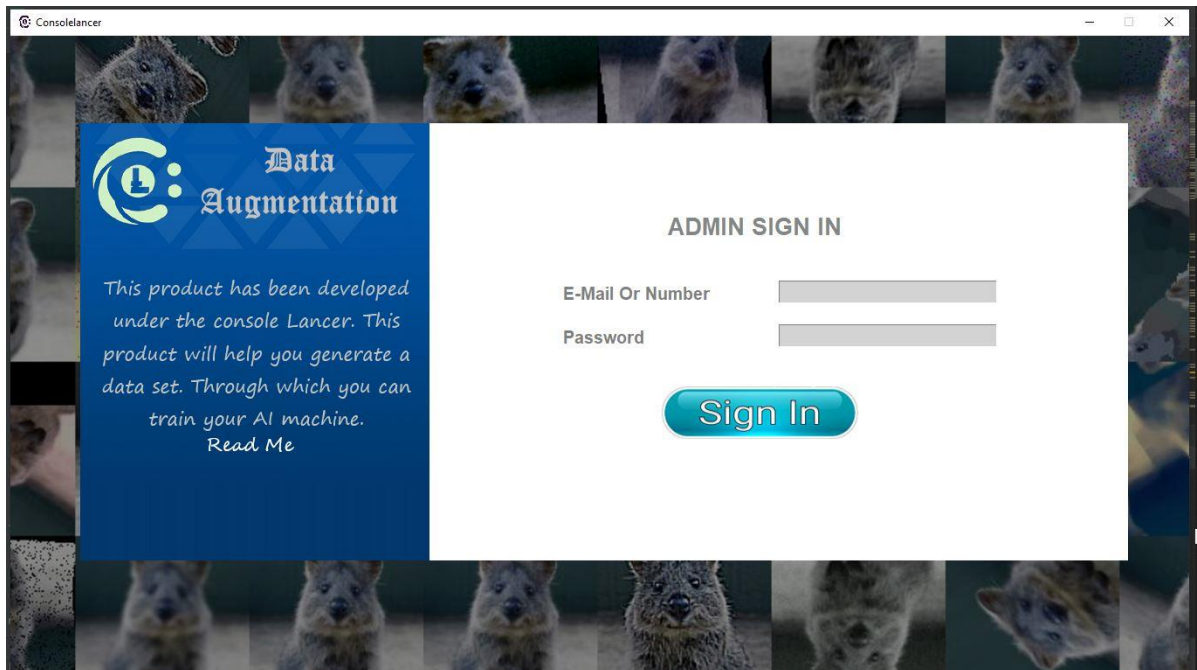 Consolelancer
Data
Augmentation
This product has been developed
under the console Lancer. This
product will help you generate a
data set. Through which you can
train your AI machine.
Read Me
ADMIN SIGN IN
E-Mail Or Number
Password
Sign In